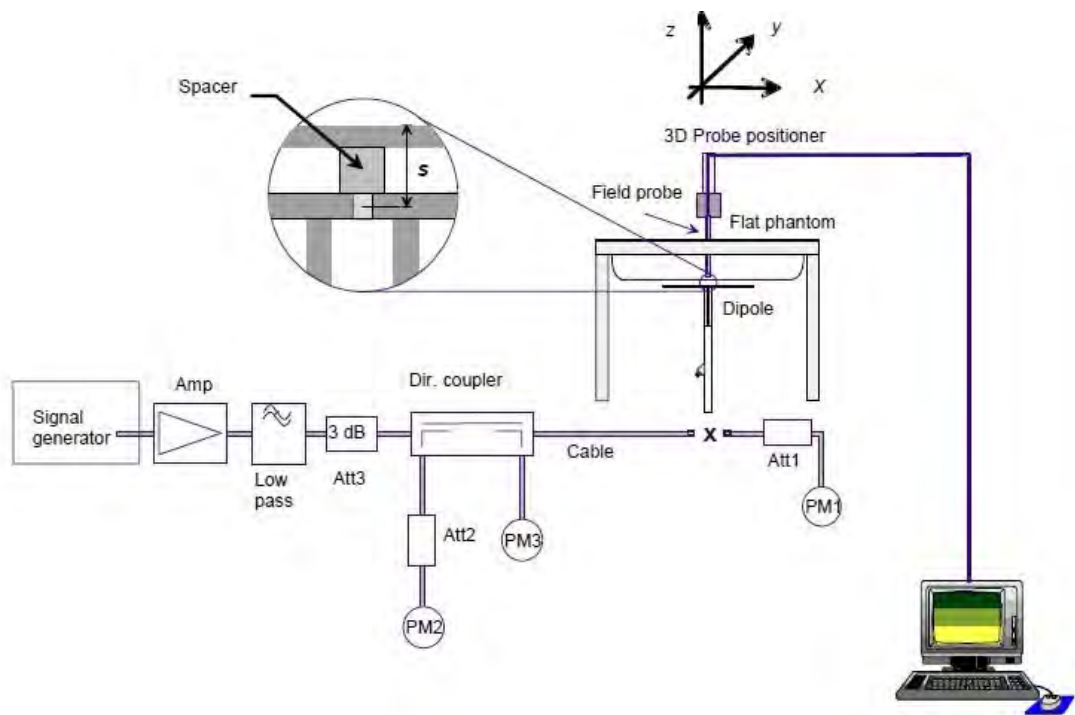 z
y
x
Spacer
s
3D Probe positioner
Field probe
Flat phantom
Dipole
Signal
generator
Amp
Low
pass
3 dB
Att3
Dir. coupler
Cable
X
Att1
PM1
Att2
PM3
PM2